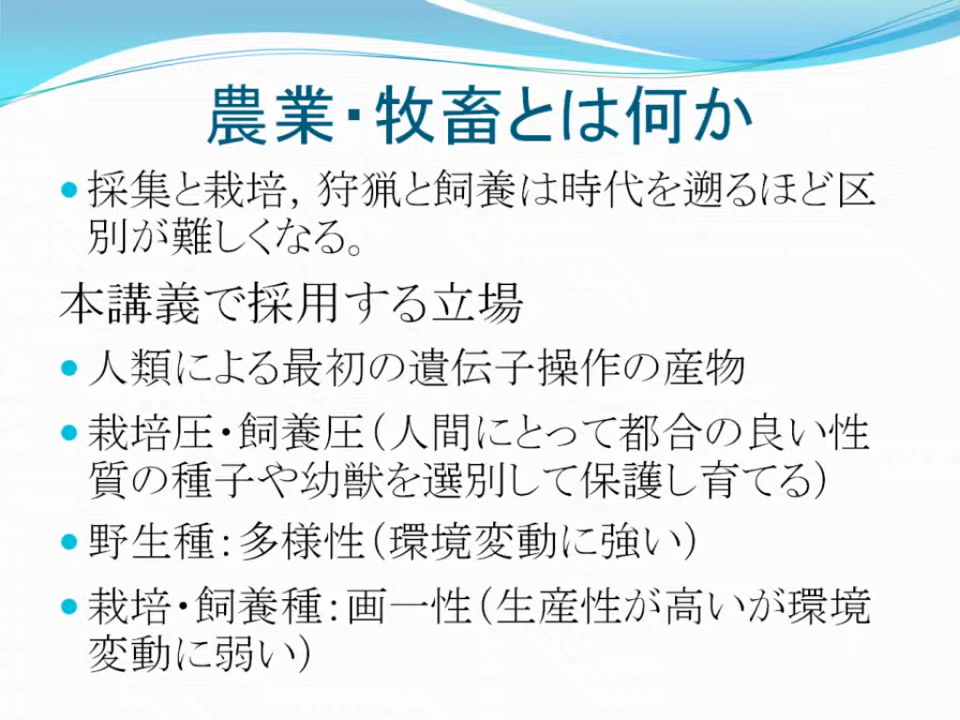 農業・牧畜とは何か
• 採集と栽培，狩猟と飼養は時代を遡るほど区
別が難しくなる。
本講義で採用する立場
• 人類による最初の遺伝子操作の産物
• 栽培圧・飼養圧（人間にとって都合の良い性
質の種子や幼獣を選別して保護し育てる）
• 野生種：多様性（環境変動に強い）
• 栽培・飼養種：画一性（生産性が高いが環境
変動に弱い）